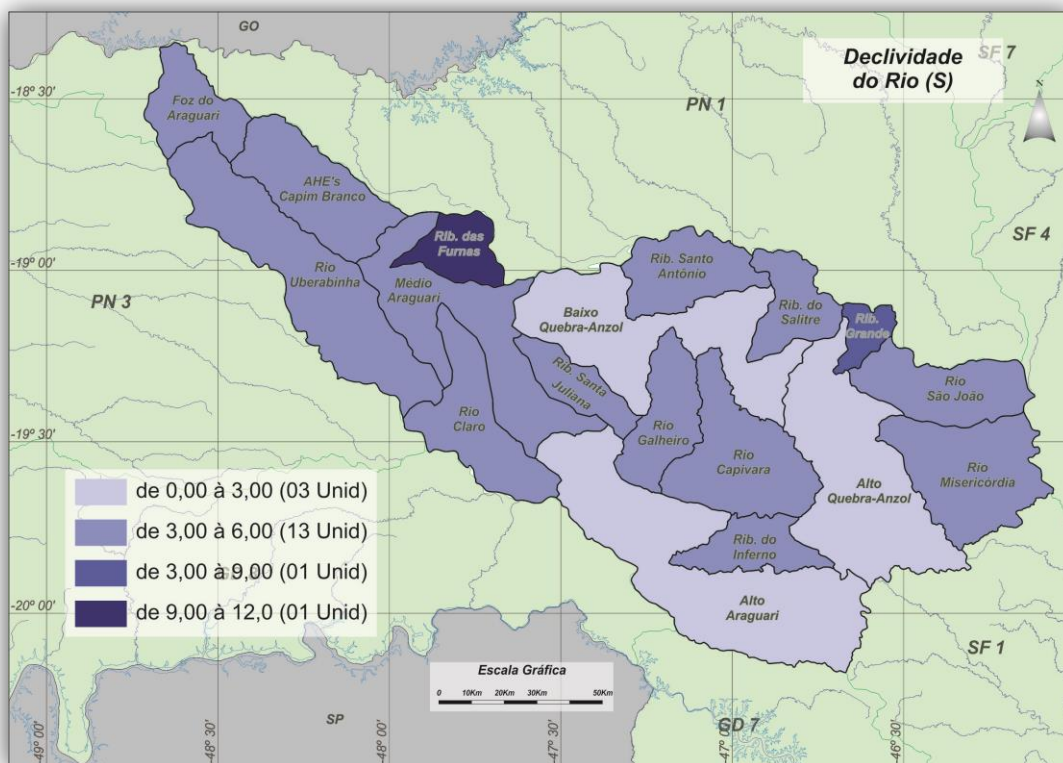 GO
Declividade
do Rio (S)
SF 7
N
-18º 30'
Foz do
Araguari
PN 1
AHE's
Capim Branco
SF 4
Rib. das
Furnas
Rib. Santo
Antônio
-19º 00'
Rio
Uberabinha
Médio
Araguari
PN 3
Baixo
Quebra-Anzol
Rib. do
Salitre
Rib.
Grande
Rib. Santa
Juliana
Rio
São João
Rio
Claro
-19º 30'
Rio
Galheiro
Rio
Capivara
Alto
Quebra-Anzol
Rio
Misericórdia
de 0,00 à 3,00 (03 Unid)
de 3,00 à 6,00 (13 Unid)
de 3,00 à 9,00 (01 Unid)
de 9,00 à 12,0 (01 Unid)
Rib. do
Inferno
-20º 00'
Alto
Araguari
SF 1
Escala Gráfica
0 10Km 20Km 30Km 50Km
SP
GD 7
-49º 00'
-48º 30'
-48º 00'
-47º 30'
-47º 00'
-46º 30'